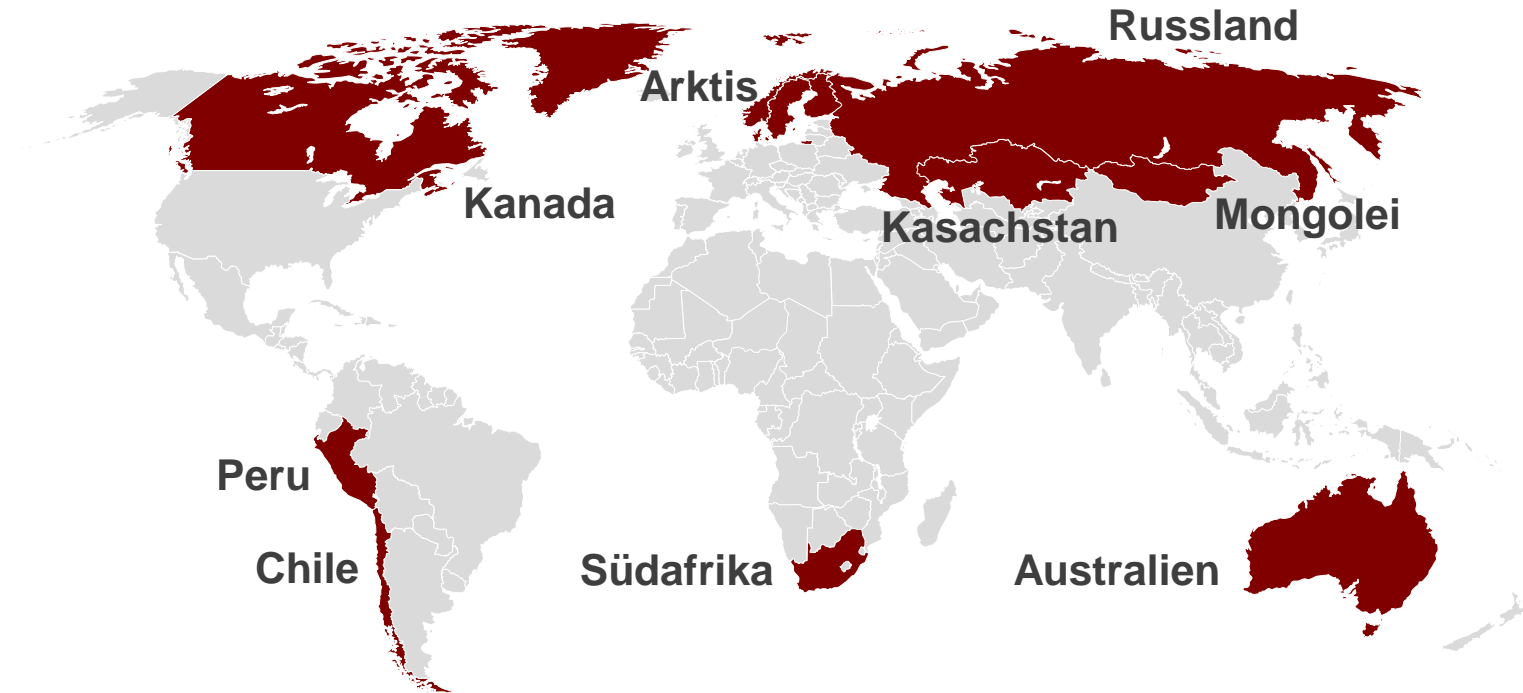 Russland
Arktis
Kanada
Kasachstan
Mongolei
Peru
Chile
Südafrika
Australien